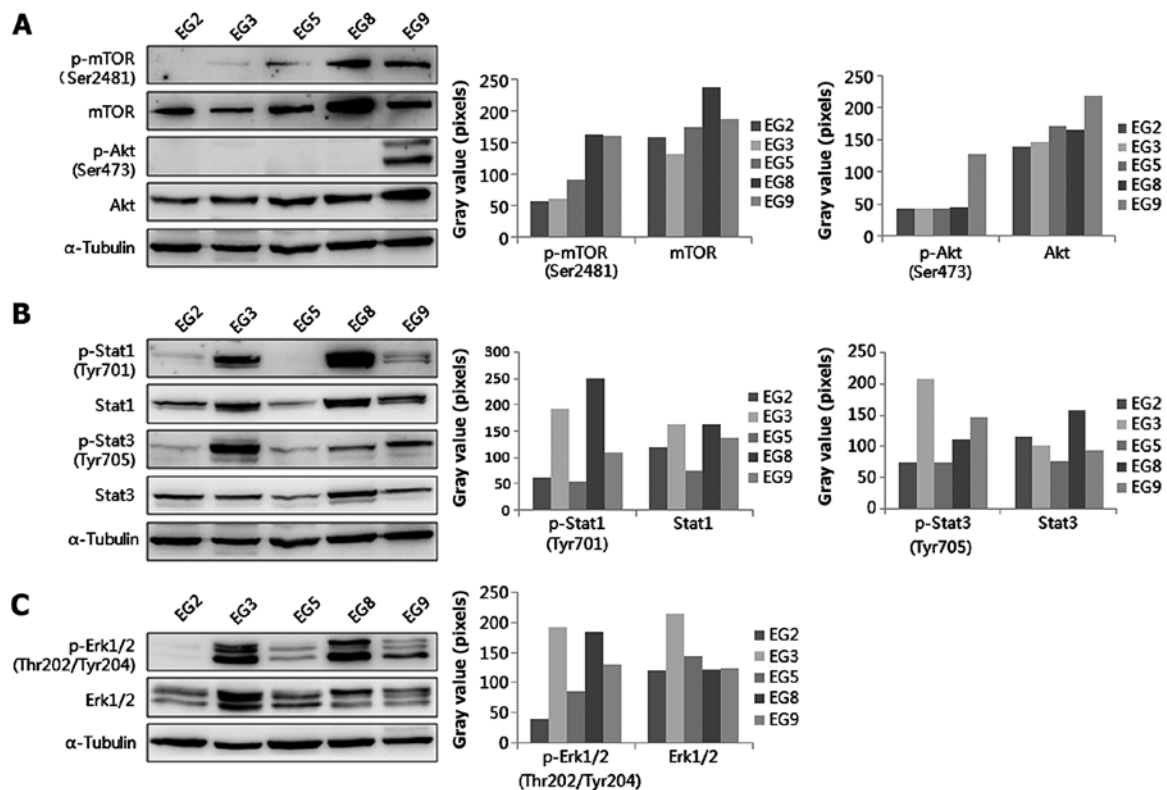 A
EG2 EG3 EG5 EG8 EG9
p-mTOR
(Ser2481)
mTOR
p-Akt
(Ser473)
Akt
α-Tubulin
Gray value (pixels)
250
200
150
100
50
0
p-mTOR
(Ser2481)
mTOR
EG2
EG3
EG5
EG8
EG9
Gray value (pixels)
250
200
150
100
50
0
p-Akt
(Ser473)
Akt
EG2
EG3
EG5
EG8
EG9
B
EG2 EG3 EG5 EG8 EG9
p-Stat1
(Tyr701)
Stat1
p-Stat3
(Tyr705)
Stat3
α-Tubulin
Gray value (pixels)
300
250
200
150
100
50
0
p-Stat1
(Tyr701)
Stat1
EG2
EG3
EG5
EG8
EG9
Gray value (pixels)
250
200
150
100
50
0
p-Stat3
(Tyr705)
Stat3
EG2
EG3
EG5
EG8
EG9
C
EG2 EG3 EG5 EG8 EG9
p-Erk1/2
(Thr202/Tyr204)
Erk1/2
α-Tubulin
Gray value (pixels)
250
200
150
100
50
0
p-Erk1/2
(Thr202/Tyr204)
Erk1/2
EG2
EG3
EG5
EG8
EG9